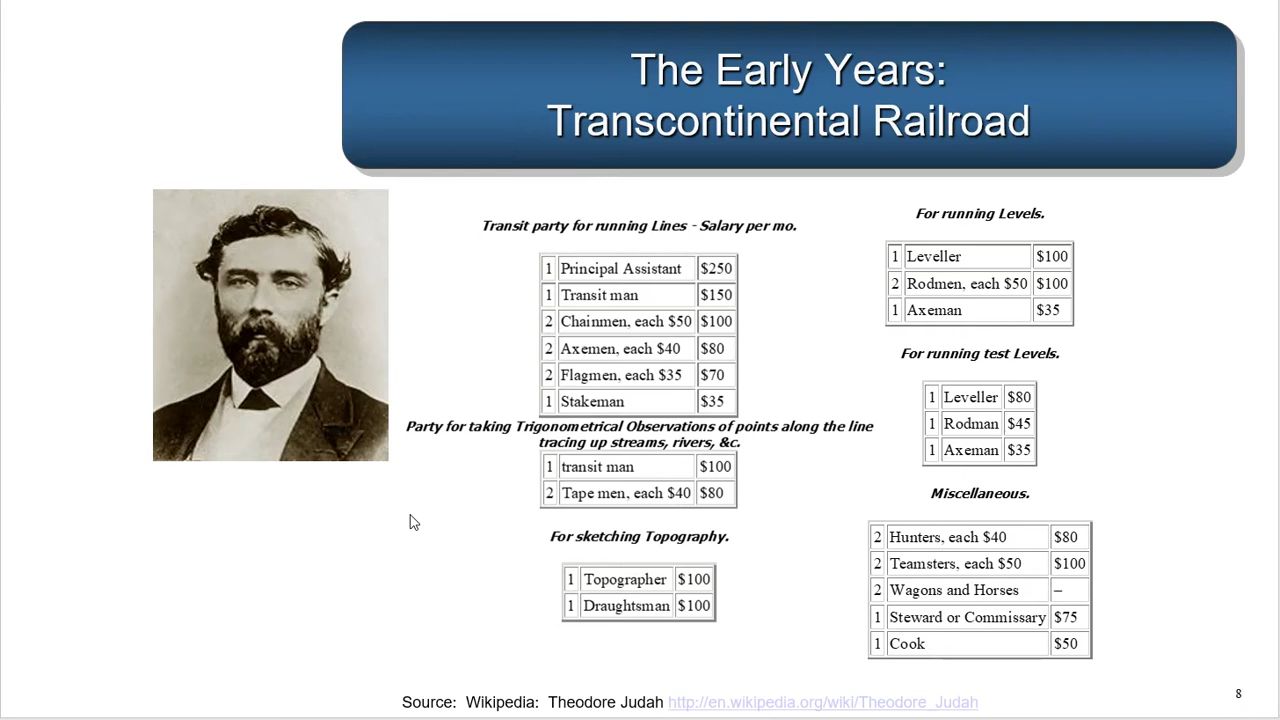 The Early Years:
Transcontinental Railroad
Transit party for running Lines - Salary per mo.
1 Principal Assistant $250
1 Transit man $150
2 Chainmen, each $50 $100
2 Axemen, each $40 $80
2 Flagmen, each $35 $70
1 Stakeman $35
Party for taking Trigonometrical Observations of points along the line
tracing up streams, rivers, &c.
1 transit man $100
2 Tape men, each $40 $80
For sketching Topography.
1 Topographer $100
1 Draughtsman $100
For running Levels.
1 Leveller $100
2 Rodmen, each $50 $100
1 Axeman $35
For running test Levels.
1 Leveller $80
1 Rodman $45
1 Axeman $35
Miscellaneous.
2 Hunters, each $40 $80
2 Teamsters, each $50 $100
2 Wagons and Horses –
1 Steward or Commissary $75
1 Cook $50
Source: Wikipedia: Theodore Judah http://en.wikipedia.org/wiki/Theodore_Judah
8